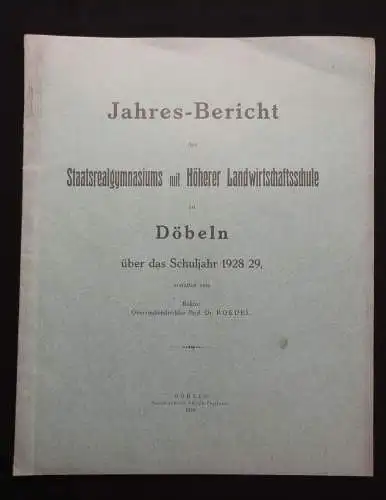 Jahres-Bericht
des
Staatsrealgymnasiums mit Höherer Landwirtschaftsschule
zu
Döbeln
über das Schuljahr 1928/29,
erstattet vom
Rektor
Oberstudiendirektor Prof. Dr.
DÖBELN
1929